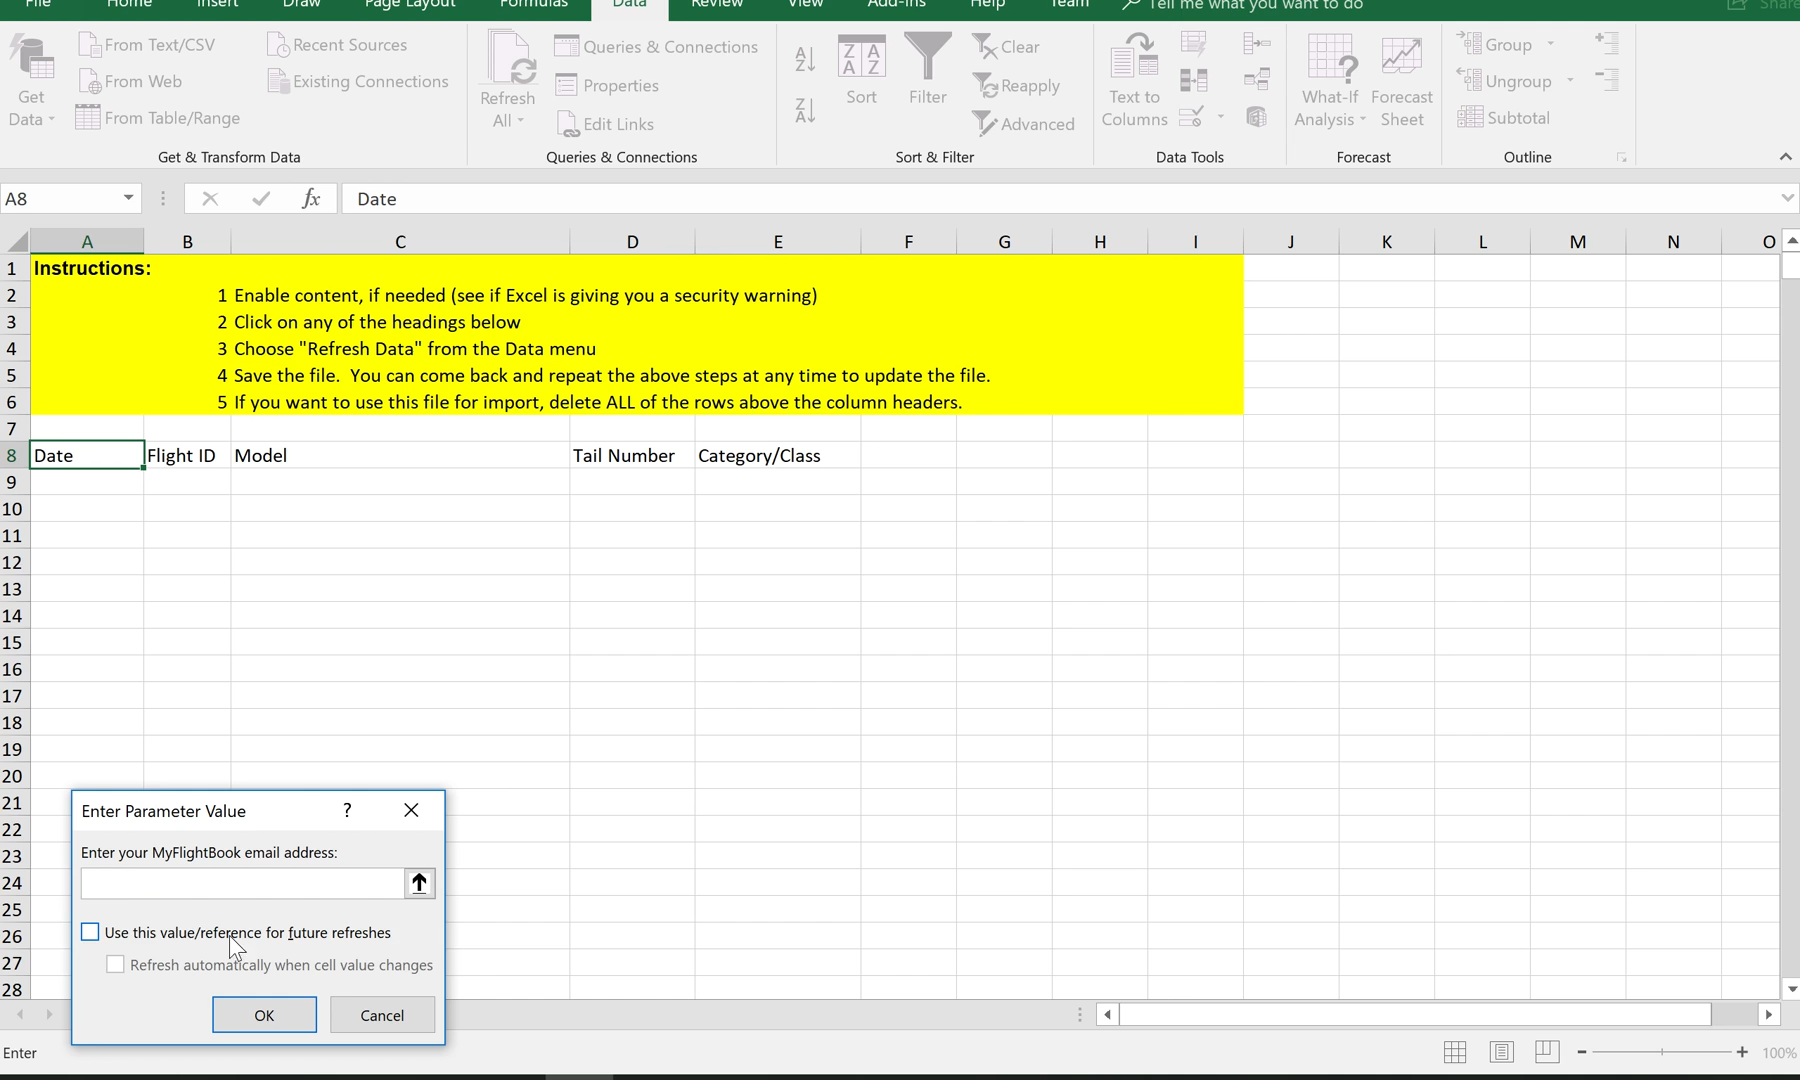 File Home Insert Draw Page Layout Formulas Data Review View Add-ins Help Team Tell me what you want to do Share
From Text/CSV Recent Sources Queries & Connections Clear Group
Get Data From Web Existing Connections Refresh All Properties Sort Filter Reapply Text to Columns What-If Analysis Forecast Sheet Ungroup
From Table/Range Edit Links Advanced Subtotal
Get & Transform Data Queries & Connections Sort & Filter Data Tools Forecast Outline
A8 fx Date
A B C D E F G H I J K L M N O
1 Instructions:
2 1 Enable content, if needed (see if Excel is giving you a security warning)
3 2 Click on any of the headings below
4 3 Choose "Refresh Data" from the Data menu
5 4 Save the file.  You can come back and repeat the above steps at any time to update the file.
6 5 If you want to use this file for import, delete ALL of the rows above the column headers.
7
8 Date Flight ID Model Tail Number Category/Class
9
10
11
12
13
14
15
16
17
18
19
20
21
22
23
24
25
26
27
28
Enter Parameter Value ?
Enter your MyFlightBook email address:
Use this value/reference for future refreshes
Refresh automatically when cell value changes
OK Cancel
Enter 100%